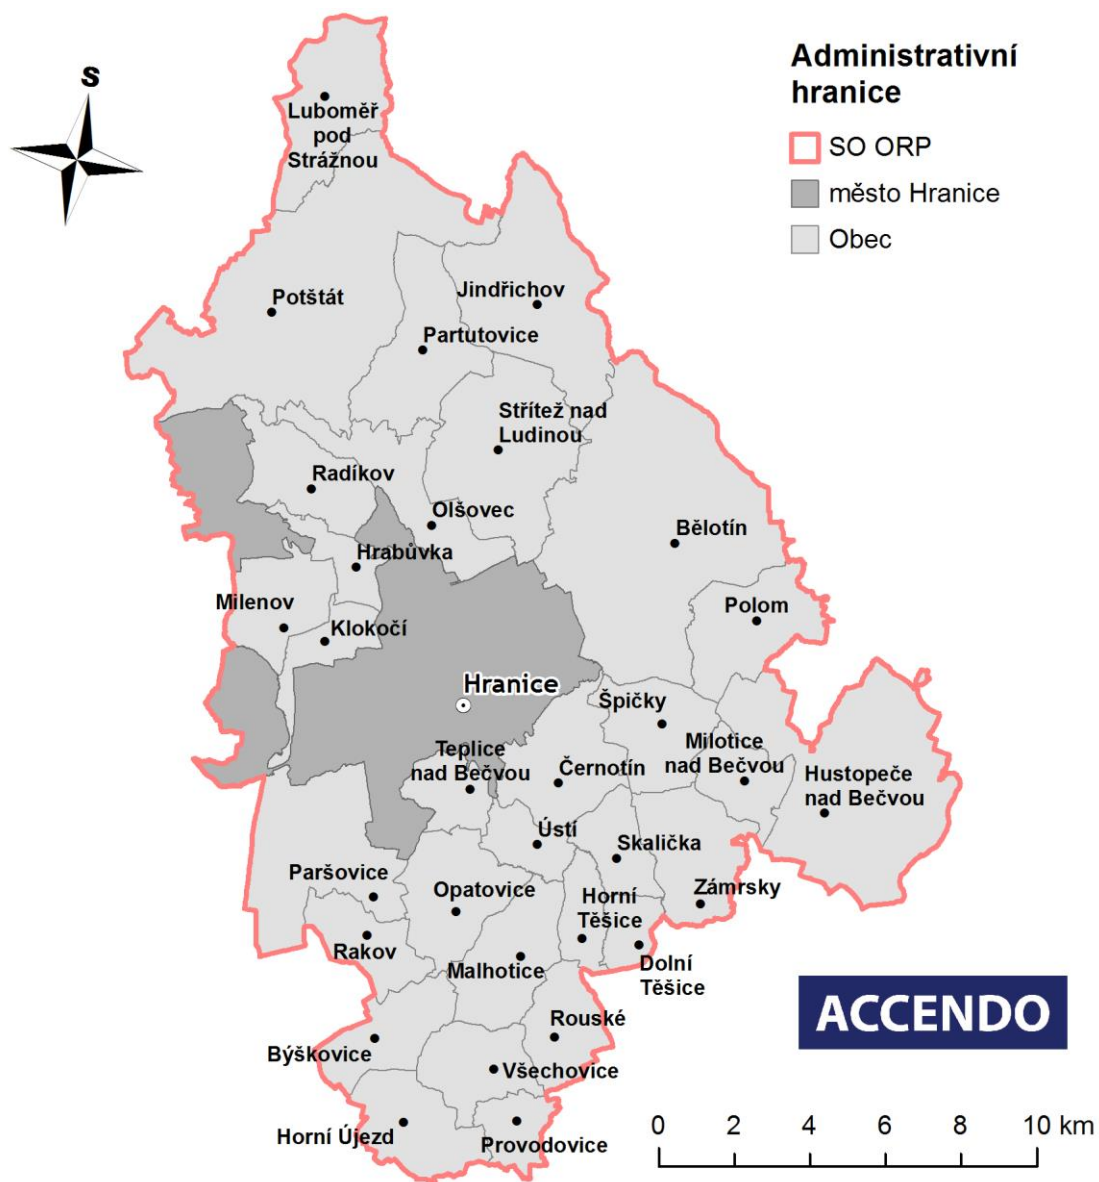 S
Administrativní
hranice
SO ORP
město Hranice
Obec
Luboměř
pod
Strážnou
Potštát
Jindřichov
Partutovice
Střítež nad
Ludinou
Radíkov
Olšovec
Bělotín
Hrabůvka
Milenov
Polom
Klokočí
Hranice
Špičky
Teplice
nad Bečvou
Milotice
nad Bečvou
Černotín
Hustopeče
nad Bečvou
Ústí
Skalička
Paršovice
Opatovice
Horní
Těšice
Zámrsky
Rakov
Malhotice
Dolní
Těšice
ACCENDO
Rouské
Býškovice
Všechovice
Horní Újezd
Provodovice
0 2 4 6 8 10 km